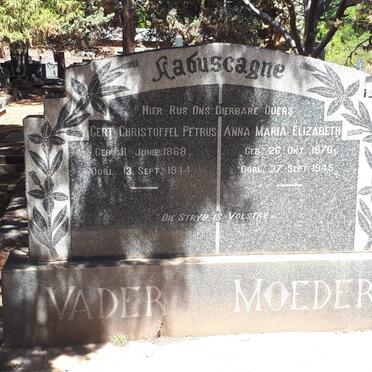 Labuscagne
Hier Rus Ons Dierbare Ouers
Gert Christoffel Petrus Anna Maria Elizabeth
Geb. 11 Junie 1868, Geb: 26 Okt. 1870,
Oorl. 13 Sept. 1944 Oorl. 27 Sept. 1945
"Die Stryd is Volstry"
Vader Moeder